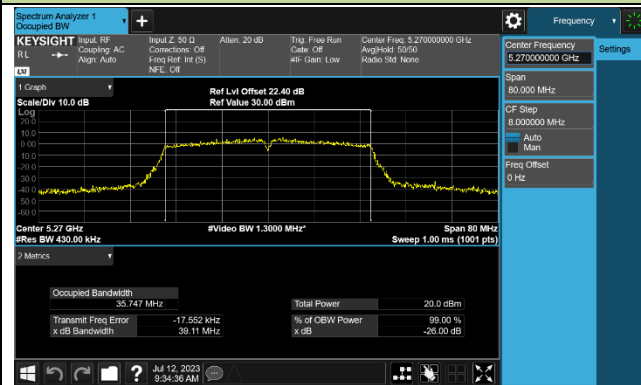 Spectrum Analyzer 1
Occupied BW
Frequency
KEYSIGHT
RL
LXI
Input: RF
Coupling: AC
Align: Auto
Input Z: 50 Ω
Corrections: Off
Freq Ref: Int (S)
NFE: Off
Atten: 20 dB
Trig: Free Run
Gate: Off
#IF Gain: Low
Center Freq: 5.270000000 GHz
Avg|Hold: 50/50
Radio Std: None
Center Frequency
5.270000000 GHz
Settings
Span
80.000 MHz
CF Step
8.000000 MHz
Auto
Man
Freq Offset
0 Hz
1 Graph
Scale/Div 10.0 dB
Ref Lvl Offset 22.40 dB
Ref Value 30.00 dBm
Log
20.0
10.0
0.00
-10.0
-20.0
-30.0
-40.0
-50.0
-60.0
Center 5.27 GHz
#Video BW 1.3000 MHz*
Span 80 MHz
#Res BW 430.00 kHz
Sweep 1.00 ms (1001 pts)
2 Metrics
Occupied Bandwidth
35.747 MHz
Total Power
20.0 dBm
Transmit Freq Error
-17.552 kHz
% of OBW Power
99.00 %
x dB Bandwidth
39.11 MHz
x dB
-26.00 dB
?
Jul 12, 2023
9:34:36 AM